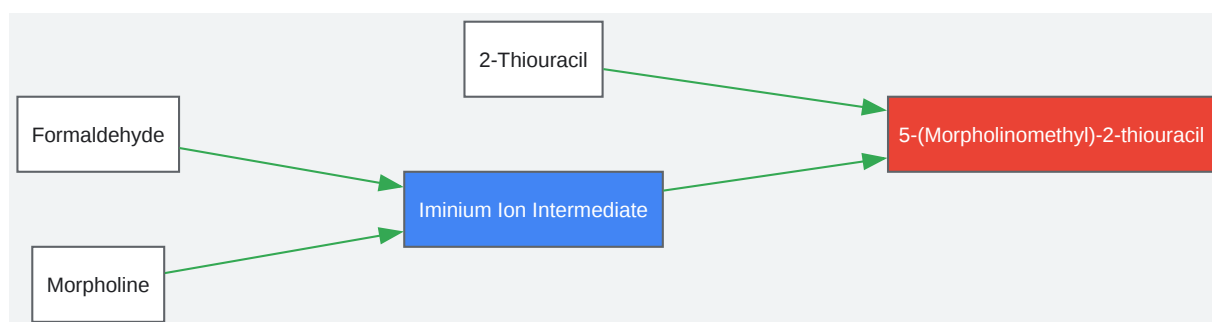 2-Thiouracil
Formaldehyde
5-(Morpholinomethyl)-2-thiouracil
Iminium Ion Intermediate
Morpholine